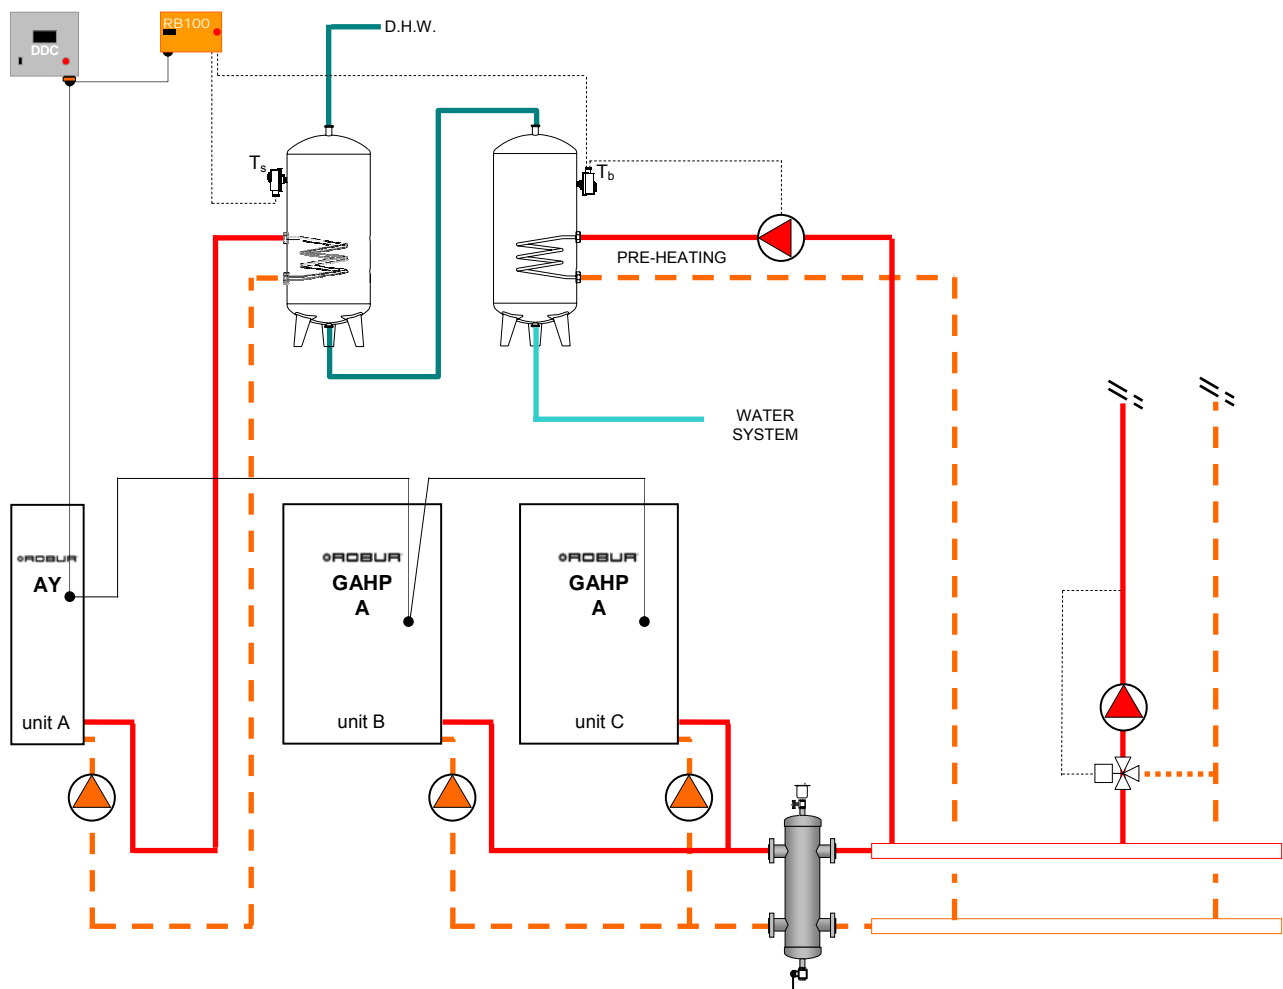 RB100
DDC
D.H.W.
Ts
Tb
PRE-HEATING
WATER
SYSTEM
ROBUR
AY
unit A
ROBUR
GAHP
A
unit B
ROBUR
GAHP
A
unit C